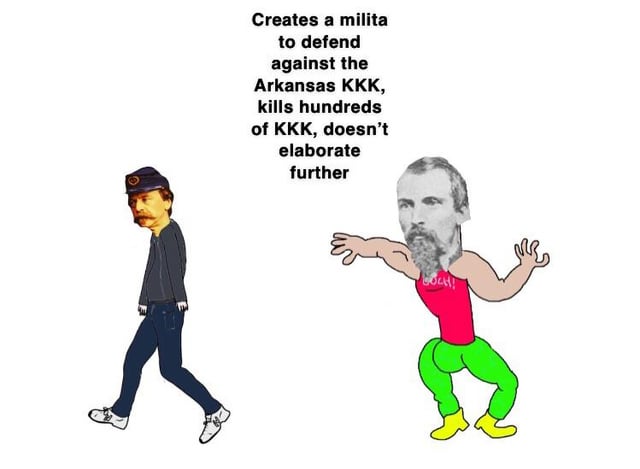 Creates a milita
to defend
against the
Arkansas KKK,
kills hundreds
of KKK, doesn't
elaborate
further